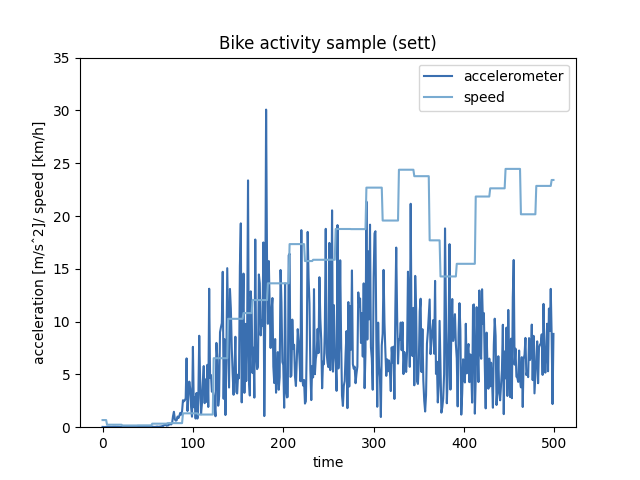 Bike activity sample (sett)
accelerometer
speed
acceleration [m/s^2]/ speed [km/h]
35
30
25
20
15
10
5
0
0 100 200 300 400 500
time